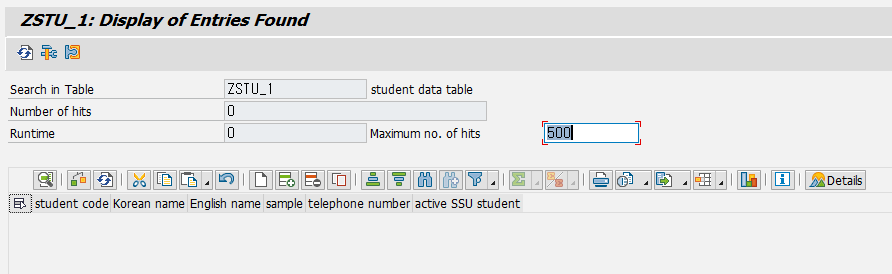 ZSTU_1: Display of Entries Found
Search in Table ZSTU_1 student data table
Number of hits 0
Runtime 0 Maximum no. of hits 500
Details
student code Korean name English name sample telephone number active SSU student